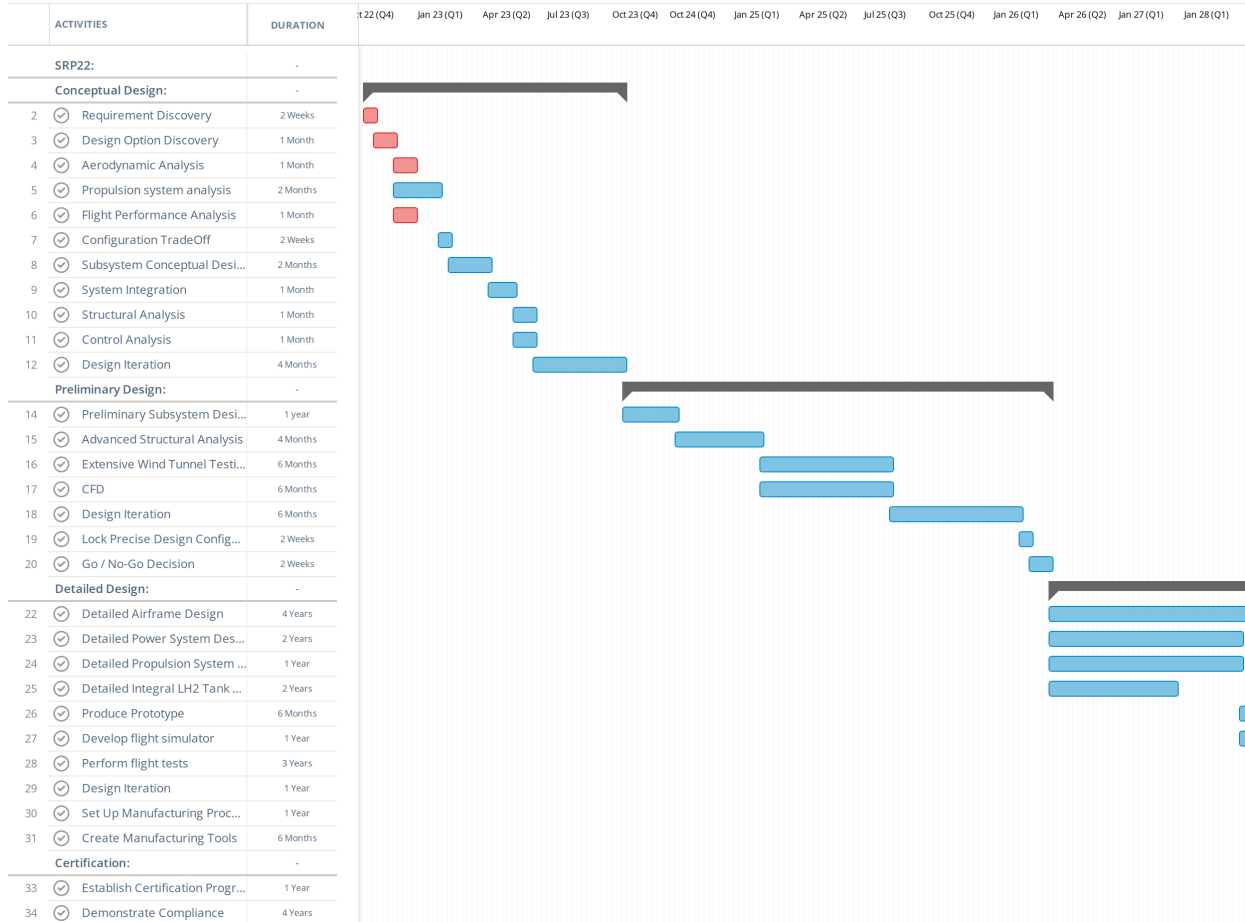 ACTIVITIES DURATION t 22 (Q4) Jan 23 (Q1) Apr 23 (Q2) Jul 23 (Q3) Oct 23 (Q4) Oct 24 (Q4) Jan 25 (Q1) Apr 25 (Q2) Jul 25 (Q3) Oct 25 (Q4) Jan 26 (Q1) Apr 26 (Q2) Jan 27 (Q1) Jan 28 (Q1)
SRP22: -
Conceptual Design: -
2 Requirement Discovery 2 Weeks
3 Design Option Discovery 1 Month
4 Aerodynamic Analysis 1 Month
5 Propulsion system analysis 2 Months
6 Flight Performance Analysis 1 Month
7 Configuration TradeOff 2 Weeks
8 Subsystem Conceptual Desi... 2 Months
9 System Integration 1 Month
10 Structural Analysis 1 Month
11 Control Analysis 1 Month
12 Design Iteration 4 Months
Preliminary Design: -
14 Preliminary Subsystem Desi... 1 year
15 Advanced Structural Analysis 4 Months
16 Extensive Wind Tunnel Testi... 6 Months
17 CFD 6 Months
18 Design Iteration 6 Months
19 Lock Precise Design Config... 2 Weeks
20 Go / No-Go Decision 2 Weeks
Detailed Design: -
22 Detailed Airframe Design 4 Years
23 Detailed Power System Des... 2 Years
24 Detailed Propulsion System ... 1 Year
25 Detailed Integral LH2 Tank ... 2 Years
26 Produce Prototype 6 Months
27 Develop flight simulator 1 Year
28 Perform flight tests 3 Years
29 Design Iteration 1 Year
30 Set Up Manufacturing Proc... 1 Year
31 Create Manufacturing Tools 6 Months
Certification: -
33 Establish Certification Progr... 1 Year
34 Demonstrate Compliance 4 Years